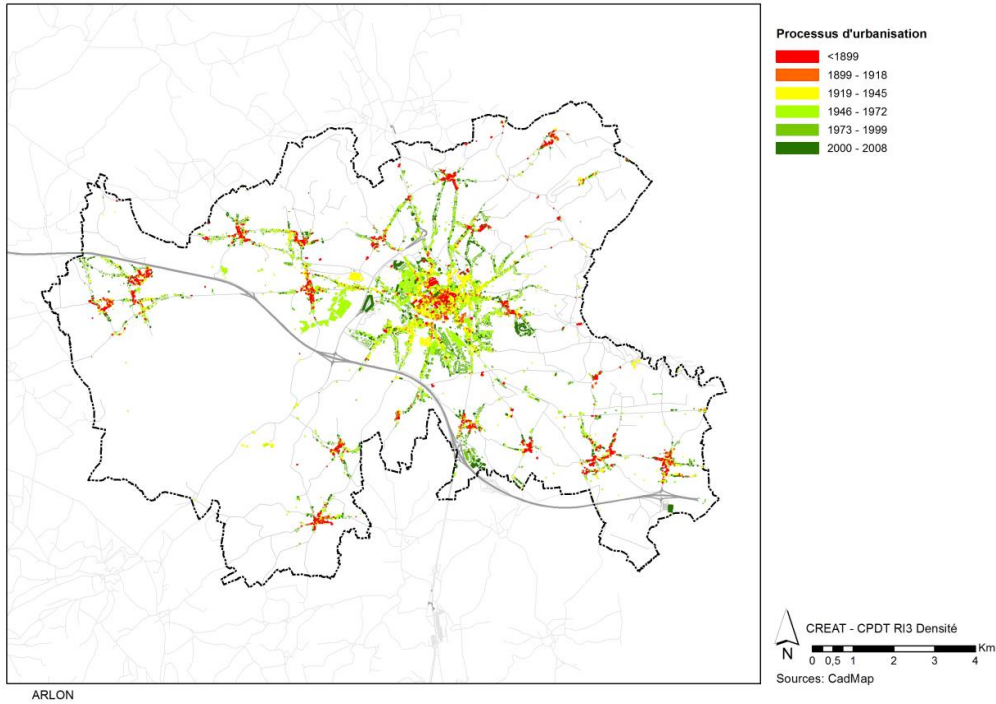 Processus d'urbanisation
<1899
1899 - 1918
1919 - 1945
1946 - 1972
1973 - 1999
2000 - 2008
CREAT - CPDT RI3 Densité
N
Km
0 0,5 1 2 3 4
Sources: CadMap
ARLON